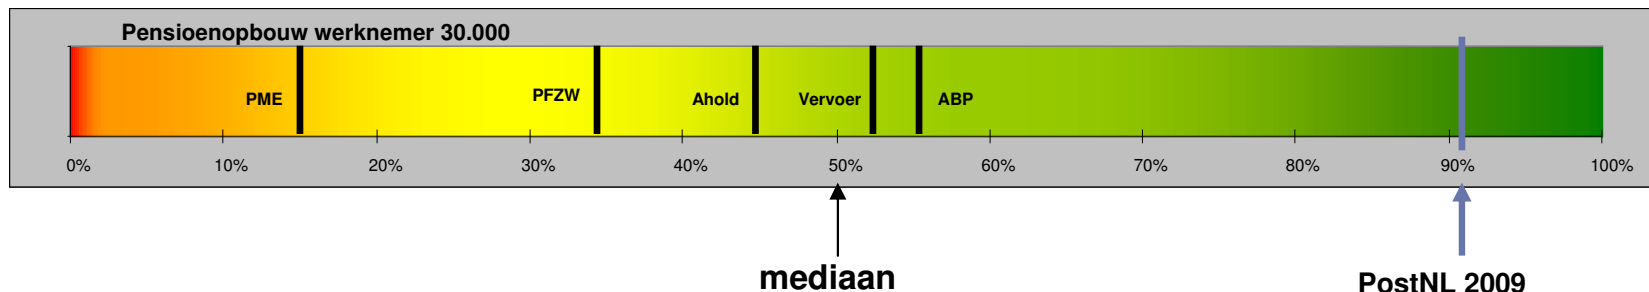 Pensioenopbouw werknemer 30.000
PME PFZW Ahold Vervoer ABP
0% 10% 20% 30% 40% 50% 60% 70% 80% 90% 100%
mediaan
PostNL 2009